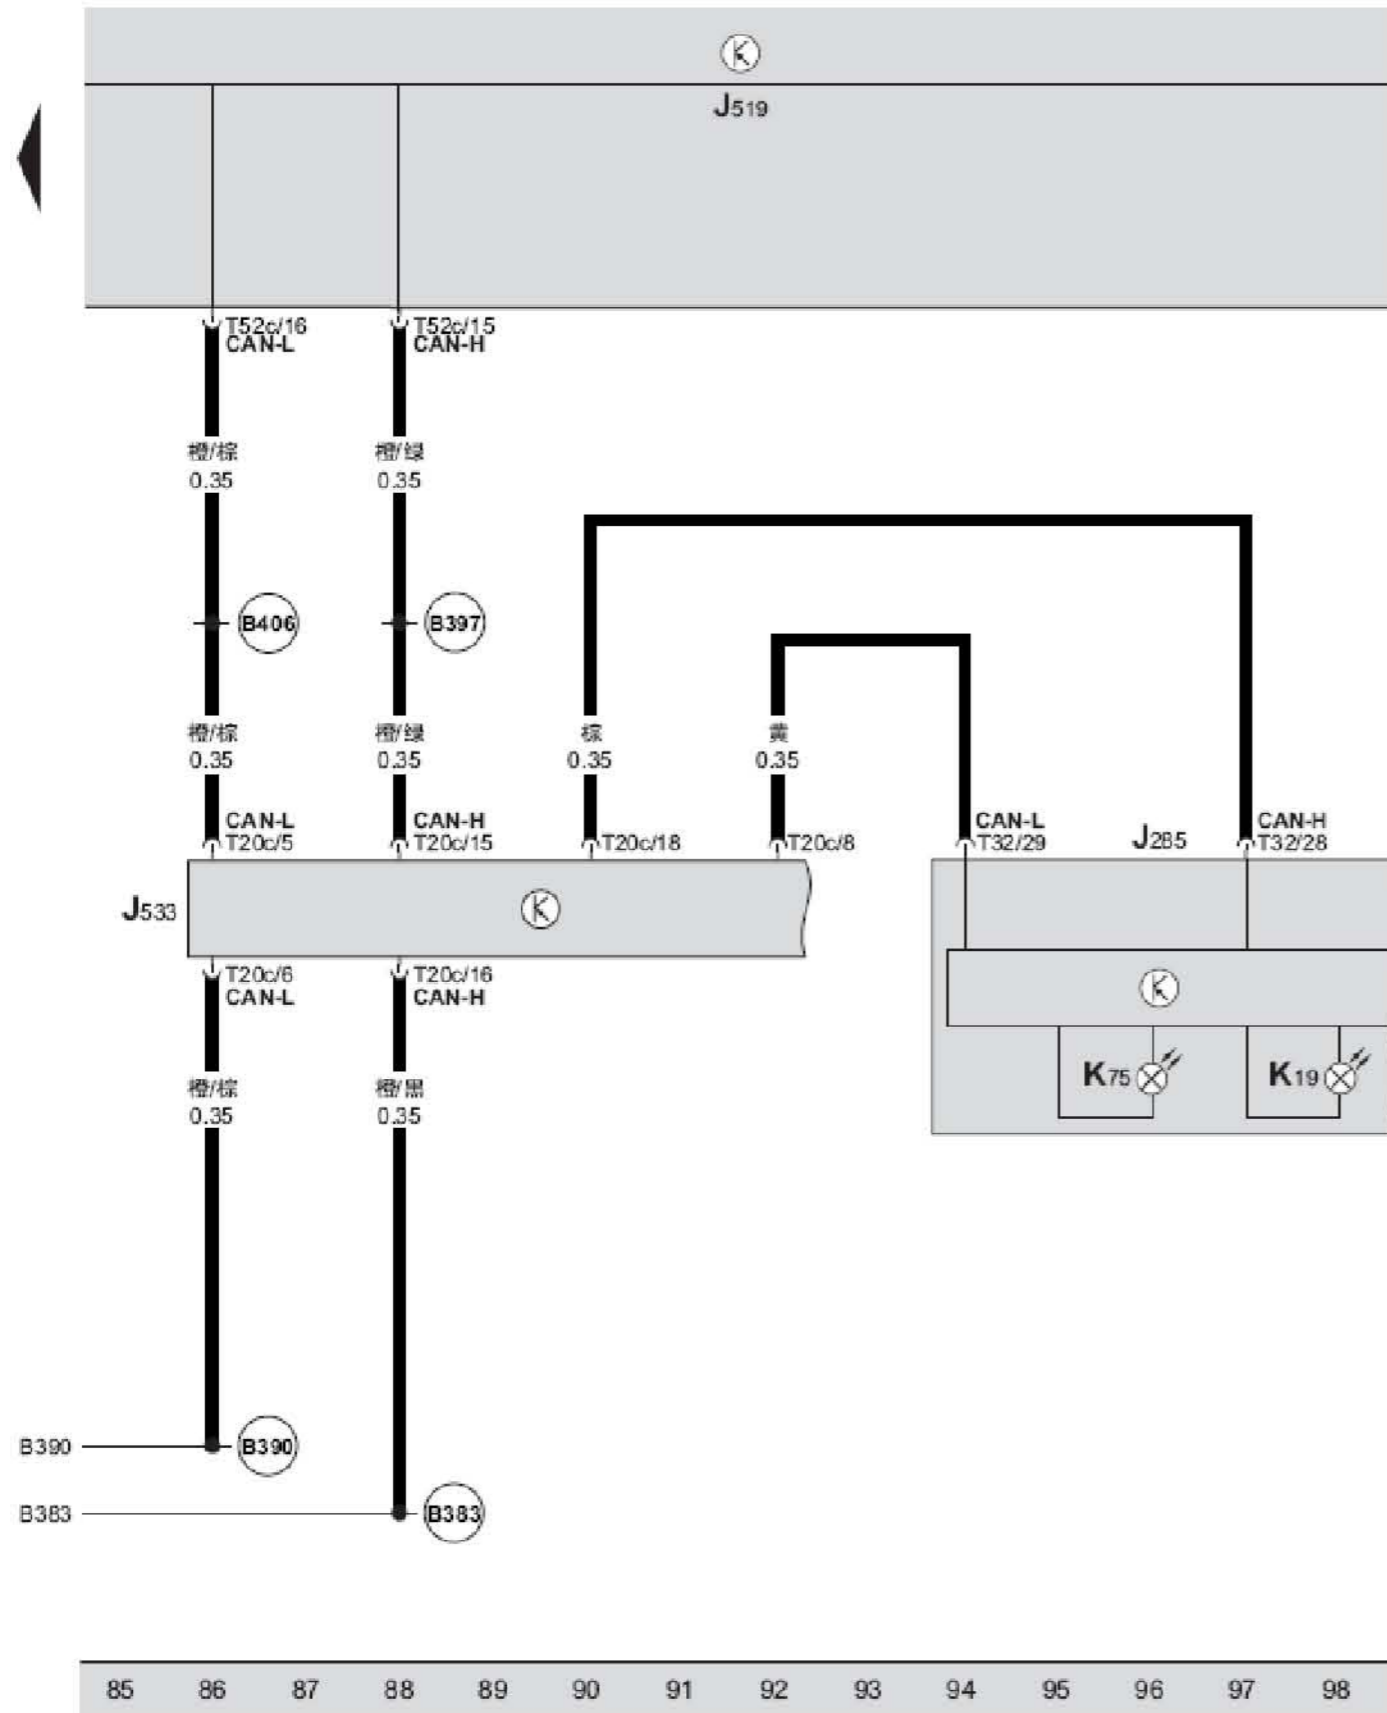 J519
T52c/16 T52c/15
CAN-L CAN-H
橙/棕 橙/绿
0.35 0.35
B406 B397
橙/棕 橙/绿 棕 黄
0.35 0.35 0.35 0.35
CAN-L CAN-H CAN-L CAN-H
T20c/5 T20c/15 T20c/18 T20c/8 T32/29 J285 T32/28
J533
T20c/6 T20c/16
CAN-L CAN-H
K75 K19
橙/棕 橙/黑
0.35 0.35
B390 B390
B383 B383
85 86 87 88 89 90 91 92 93 94 95 96 97 98